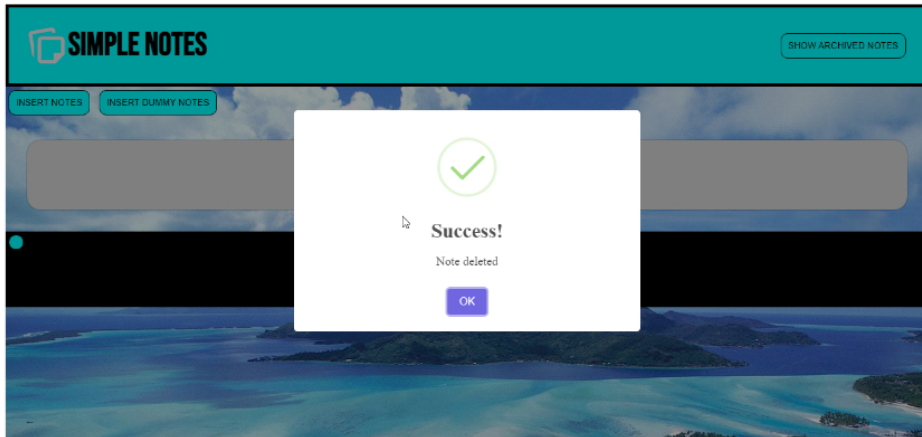 SIMPLE NOTES
SHOW ARCHIVED NOTES
INSERT NOTES
INSERT DUMMY NOTES
Success!
Note deleted
OK